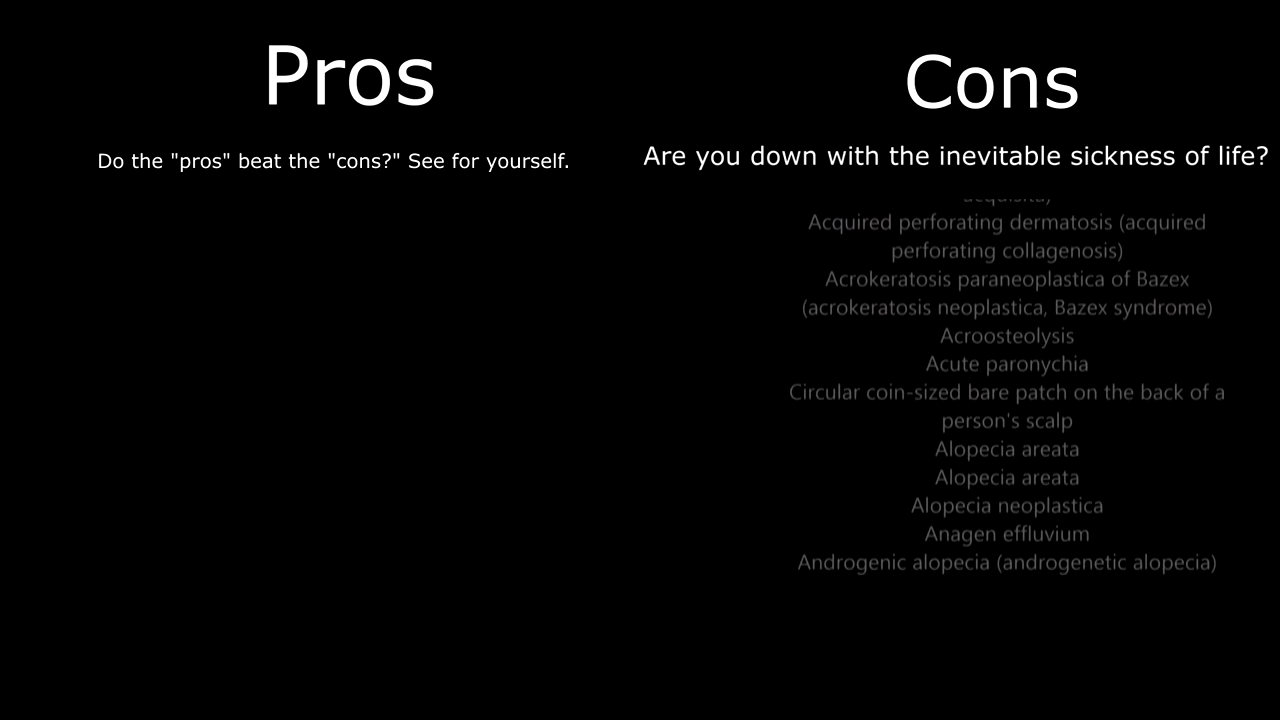 Pros
Do the "pros" beat the "cons?" See for yourself.
Cons
Are you down with the inevitable sickness of life?
Acquired perforating dermatosis (acquired
perforating collagenosis)
Acrokeratosis paraneoplastica of Bazex
(acrokeratosis neoplastica, Bazex syndrome)
Acroosteolysis
Acute paronychia
Circular coin-sized bare patch on the back of a
person's scalp
Alopecia areata
Alopecia areata
Alopecia neoplastica
Anagen effluvium
Androgenic alopecia (androgenetic alopecia)